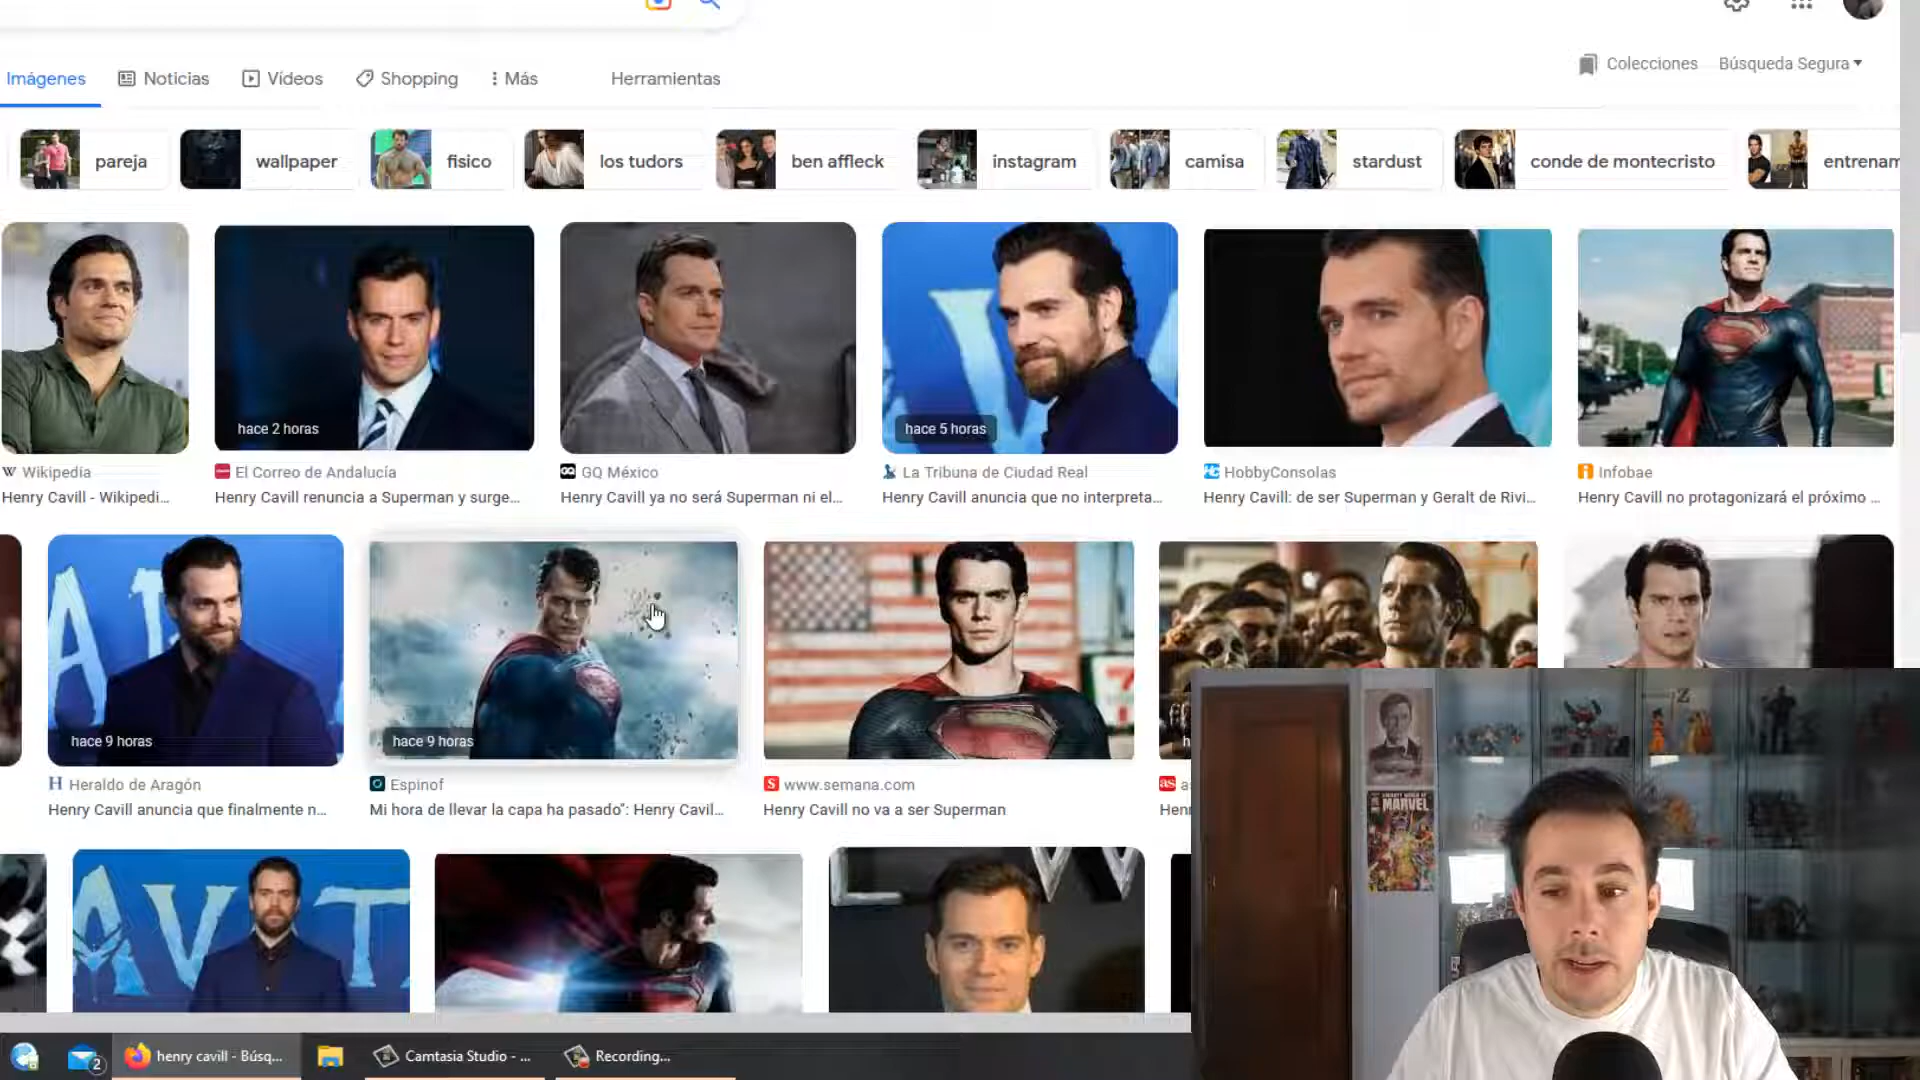 Imágenes
Noticias
Vídeos
Shopping
Más
Herramientas
Colecciones
Búsqueda Segura
pareja
wallpaper
fisico
los tudors
ben affleck
instagram
camisa
stardust
conde de montecristo
entrenam
hace 2 horas
hace 5 horas
Wikipedia
Henry Cavill - Wikipedi...
El Correo de Andalucía
Henry Cavill renuncia a Superman y surge...
GQ México
Henry Cavill ya no será Superman ni el...
La Tribuna de Ciudad Real
Henry Cavill anuncia que no interpreta...
HobbyConsolas
Henry Cavill: de ser Superman y Geralt de Rivi...
Infobae
Henry Cavill no protagonizará el próximo ...
hace 9 horas
hace 9 horas
Heraldo de Aragón
Henry Cavill anuncia que finalmente n...
Espinof
Mi hora de llevar la capa ha pasado": Henry Cavil...
www.semana.com
Henry Cavill no va a ser Superman
as
Henr
MARVEL
Z
AVAT
henry cavill - Búsq...
Camtasia Studio - ...
Recording...
2